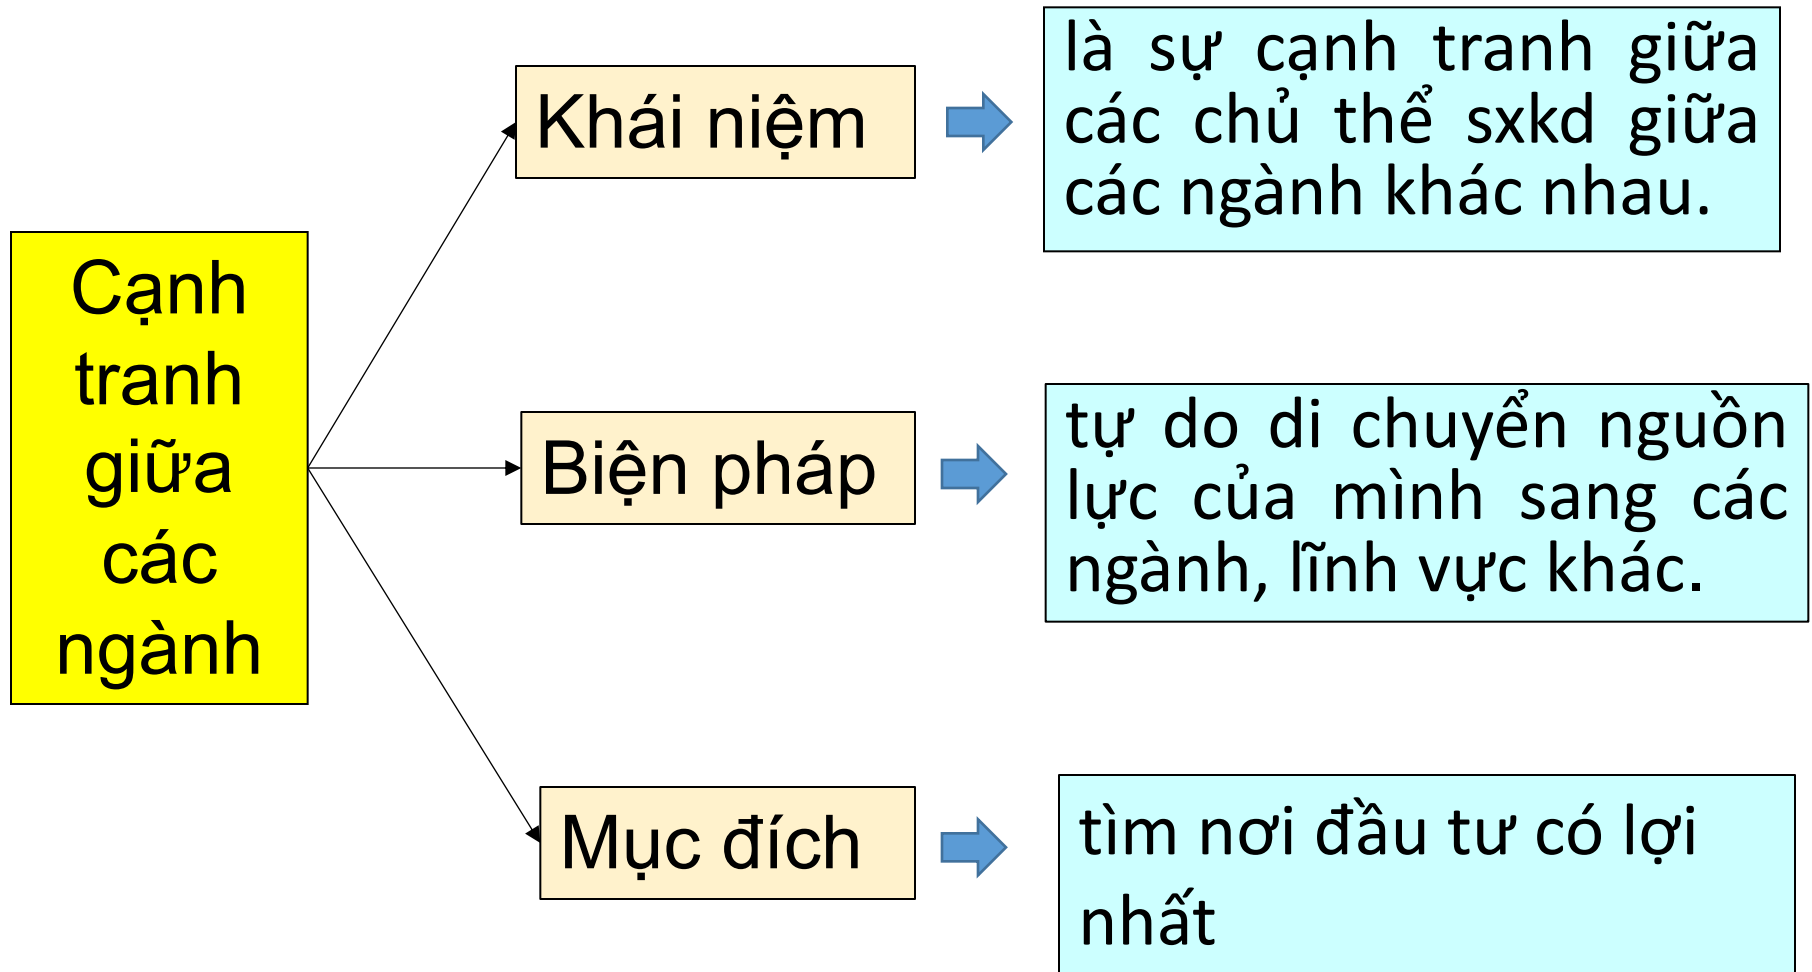 Cạnh
tranh
giữa
các
ngành
Khái niệm
là sự cạnh tranh giữa
các chủ thể sxkd giữa
các ngành khác nhau.
Biện pháp
tự do di chuyển nguồn
lực của mình sang các
ngành, lĩnh vực khác.
Mục đích
tìm nơi đầu tư có lợi
nhất